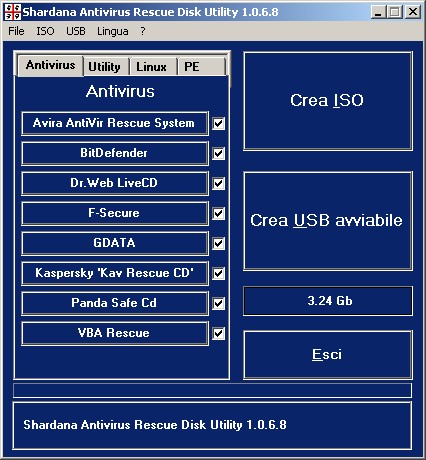 Shardana Antivirus Rescue Disk Utility 1.0.6.8
File ISO USB Lingua ?
Antivirus Utility Linux PE
Antivirus
Avira AntiVir Rescue System
BitDefender
Dr.Web LiveCD
F-Secure
GDATA
Kaspersky 'Kav Rescue CD'
Panda Safe Cd
VBA Rescue
Crea ISO
Crea USB avviabile
3.24 Gb
Esci
Shardana Antivirus Rescue Disk Utility 1.0.6.8